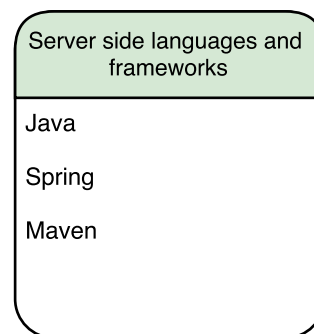 Server side languages and
frameworks
Java
Spring
Maven